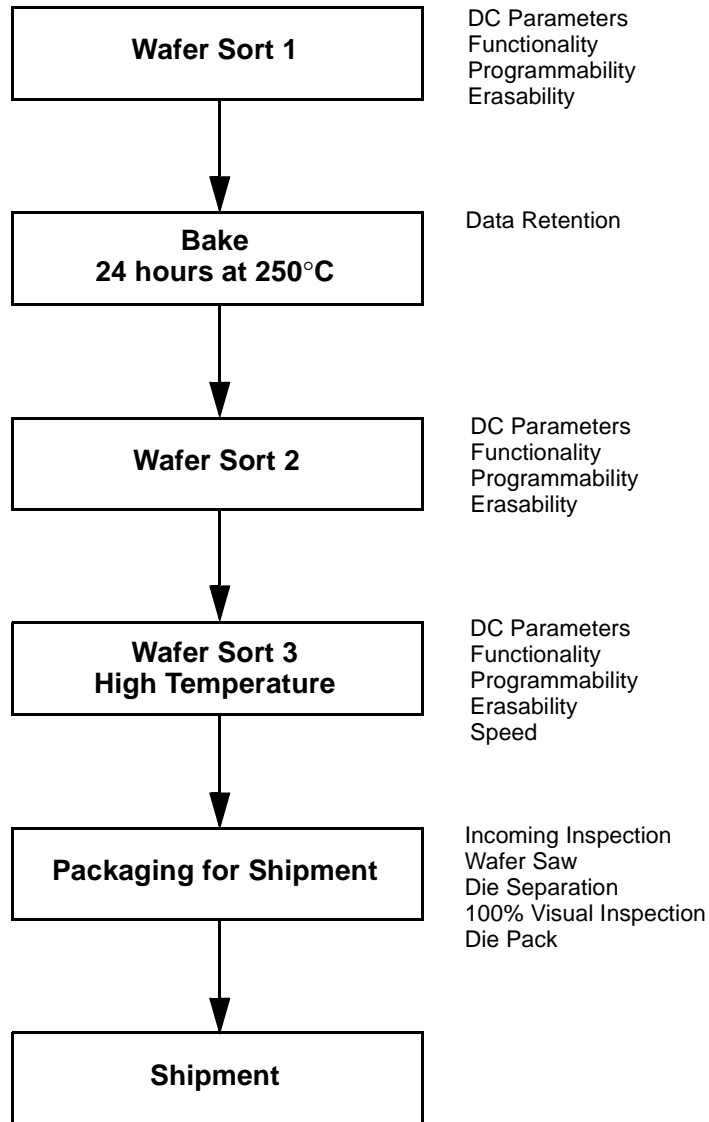 Wafer Sort 1
DC Parameters
Functionality
Programmability
Erasability
Bake
24 hours at 250°C
Data Retention
Wafer Sort 2
DC Parameters
Functionality
Programmability
Erasability
Wafer Sort 3
High Temperature
DC Parameters
Functionality
Programmability
Erasability
Speed
Packaging for Shipment
Incoming Inspection
Wafer Saw
Die Separation
100% Visual Inspection
Die Pack
Shipment